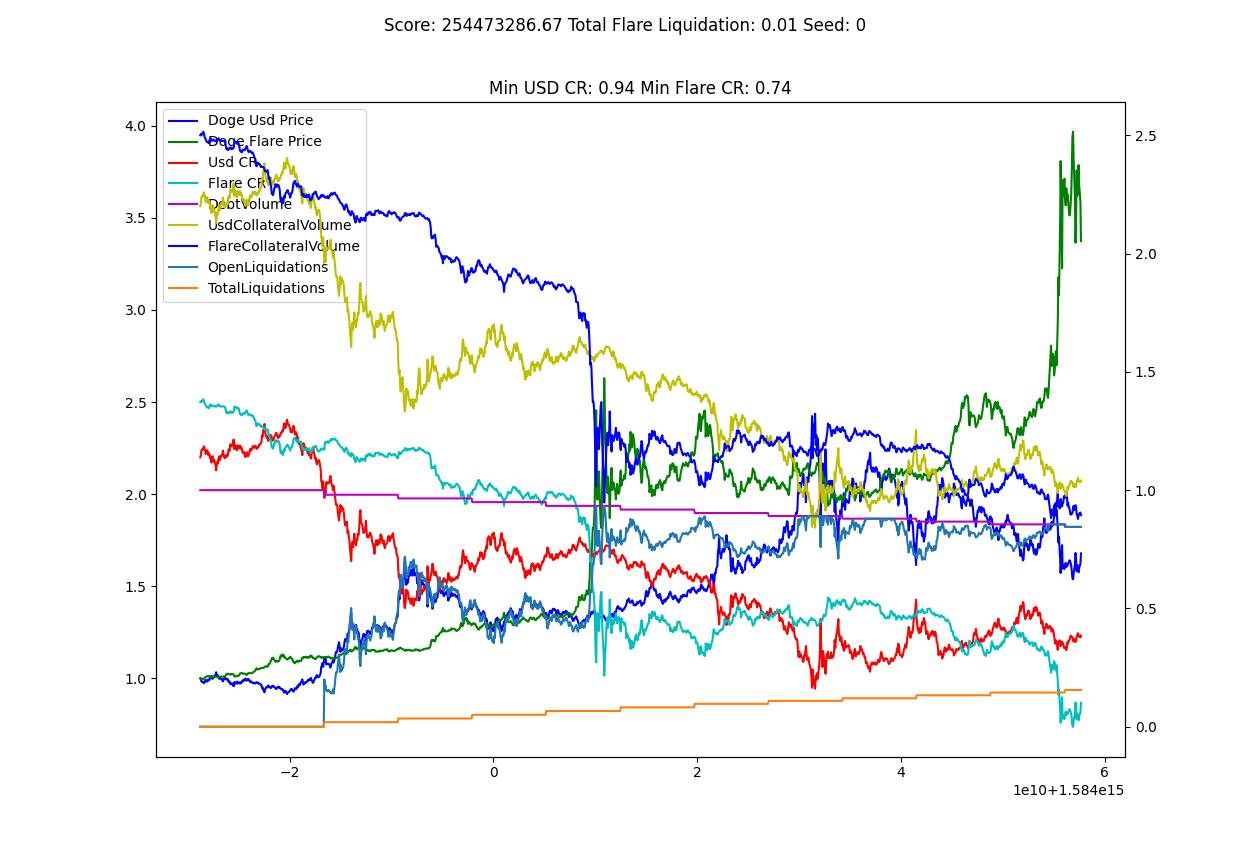 Score: 254473286.67 Total Flare Liquidation: 0.01 Seed: 0
Min USD CR: 0.94 Min Flare CR: 0.74
Doge Usd Price
Doge Flare Price
Usd CR
Flare CR
DebtVolume
UsdCollateralVolume
FlareCollateralVolume
OpenLiquidations
TotalLiquidations
4.0
3.5
3.0
2.5
2.0
1.5
1.0
2.5
2.0
1.5
1.0
0.5
0.0
−2 0 2 4 6
1e10+1.584e15